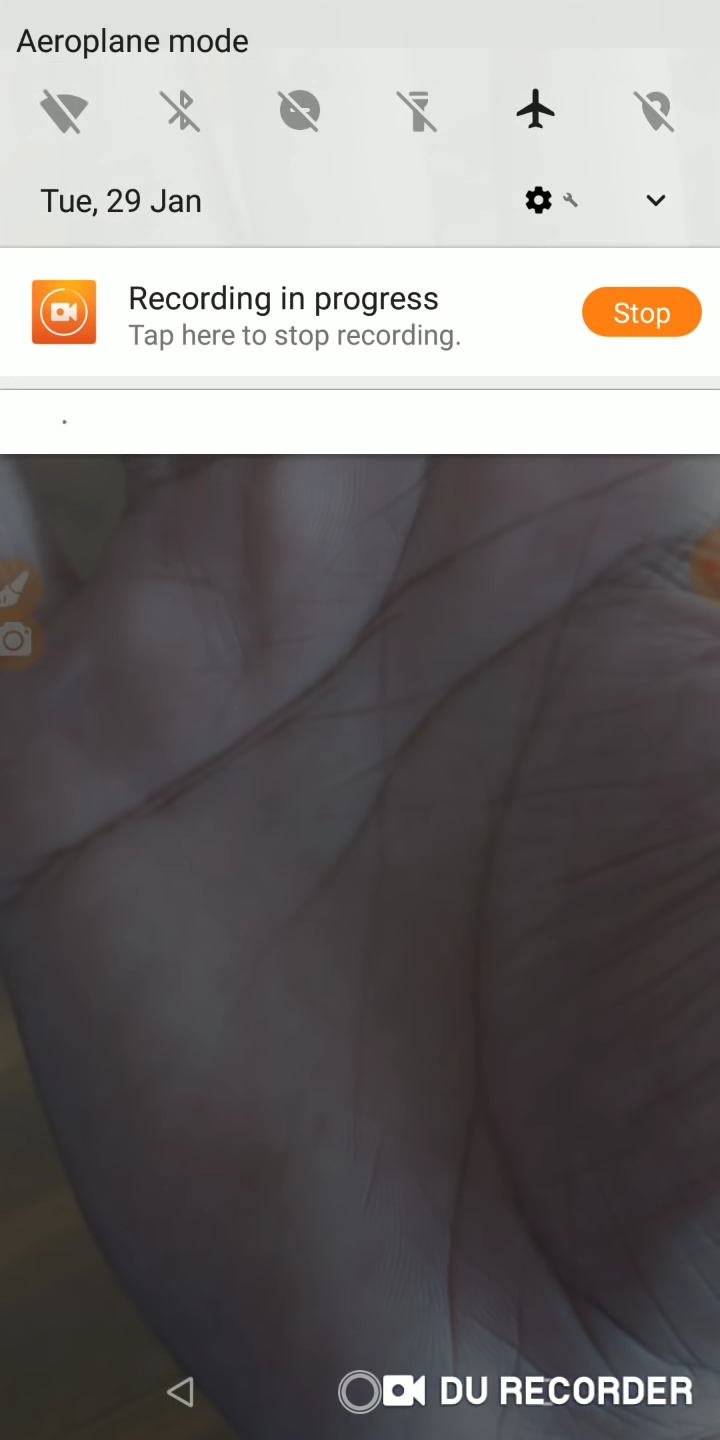 Aeroplane mode
Tue, 29 Jan
Recording in progress
Tap here to stop recording.
Stop
DU RECORDER